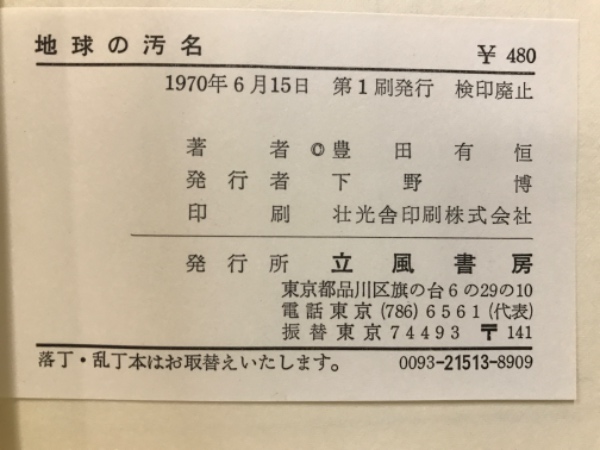 地球の汚名 ¥ 480
1970年6月15日 第1刷発行 検印廃止
著者 ©豊田有恒
発行者 下野博
印刷 壮光舎印刷株式会社
発行所 立風書房
東京都品川区旗の台6の29の10
電話東京(786)6561(代表)
振替東京74493 〒141
落丁・乱丁本はお取替えいたします。 0093-21513-8909